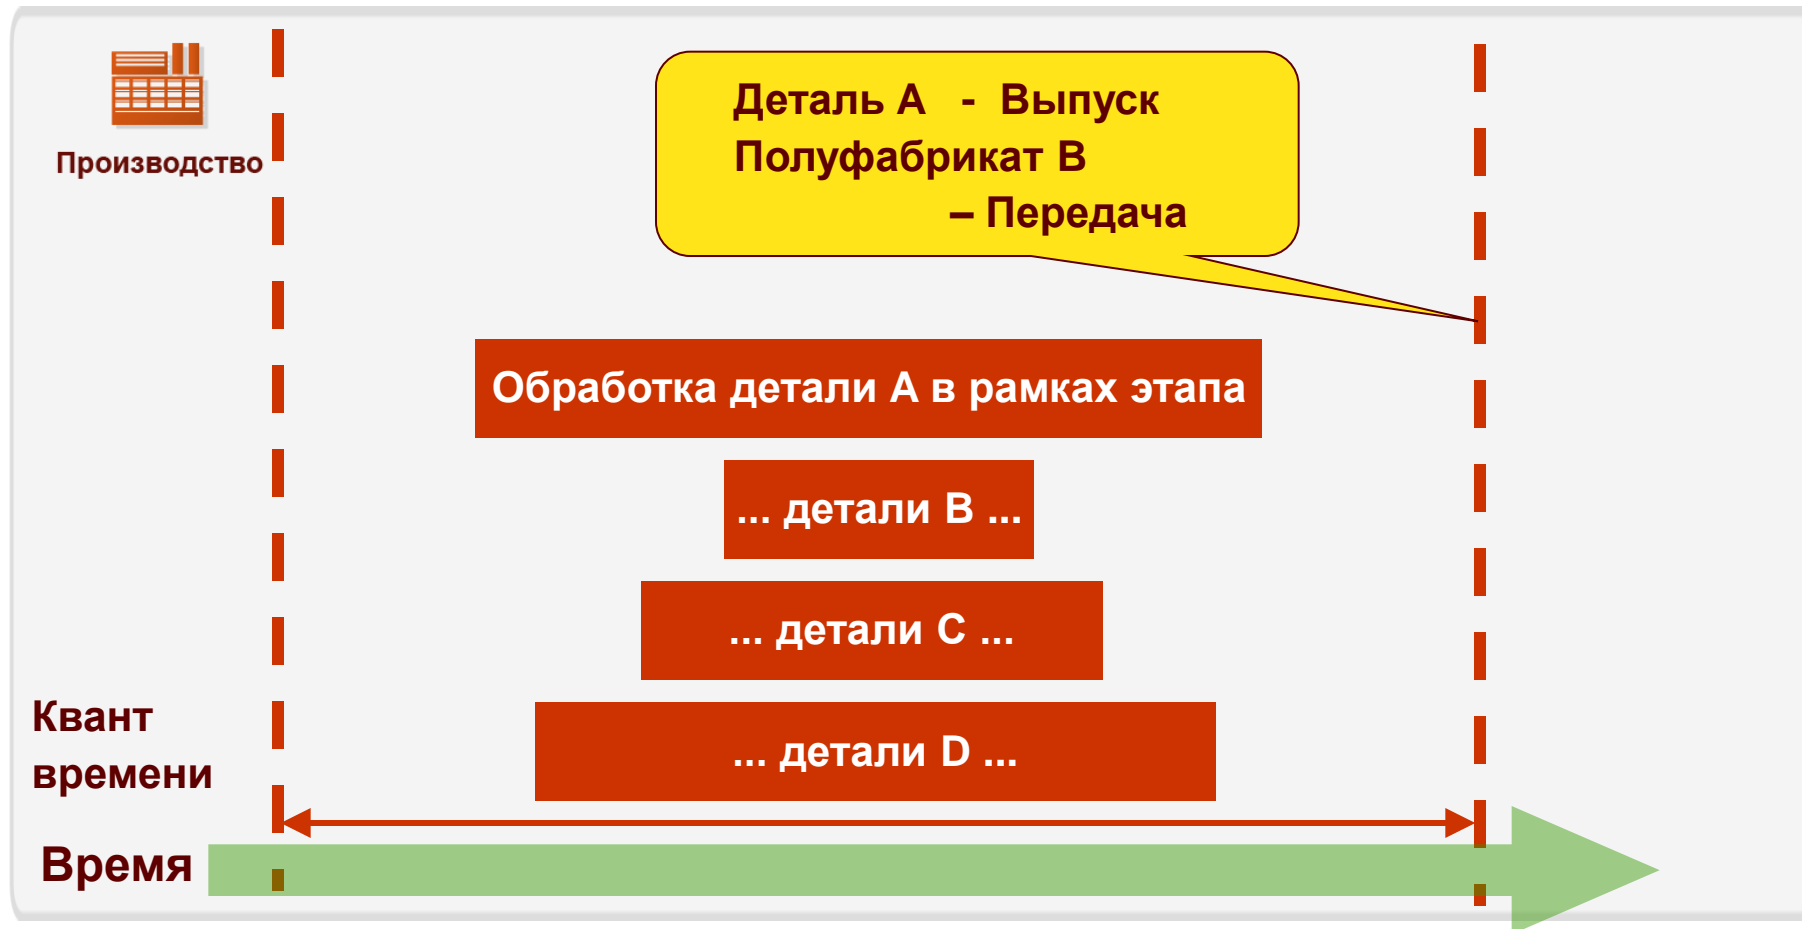 Производство
Деталь А - Выпуск
Полуфабрикат В
– Передача
Обработка детали А в рамках этапа
... детали В ...
... детали С ...
... детали D ...
Квант
времени
Время